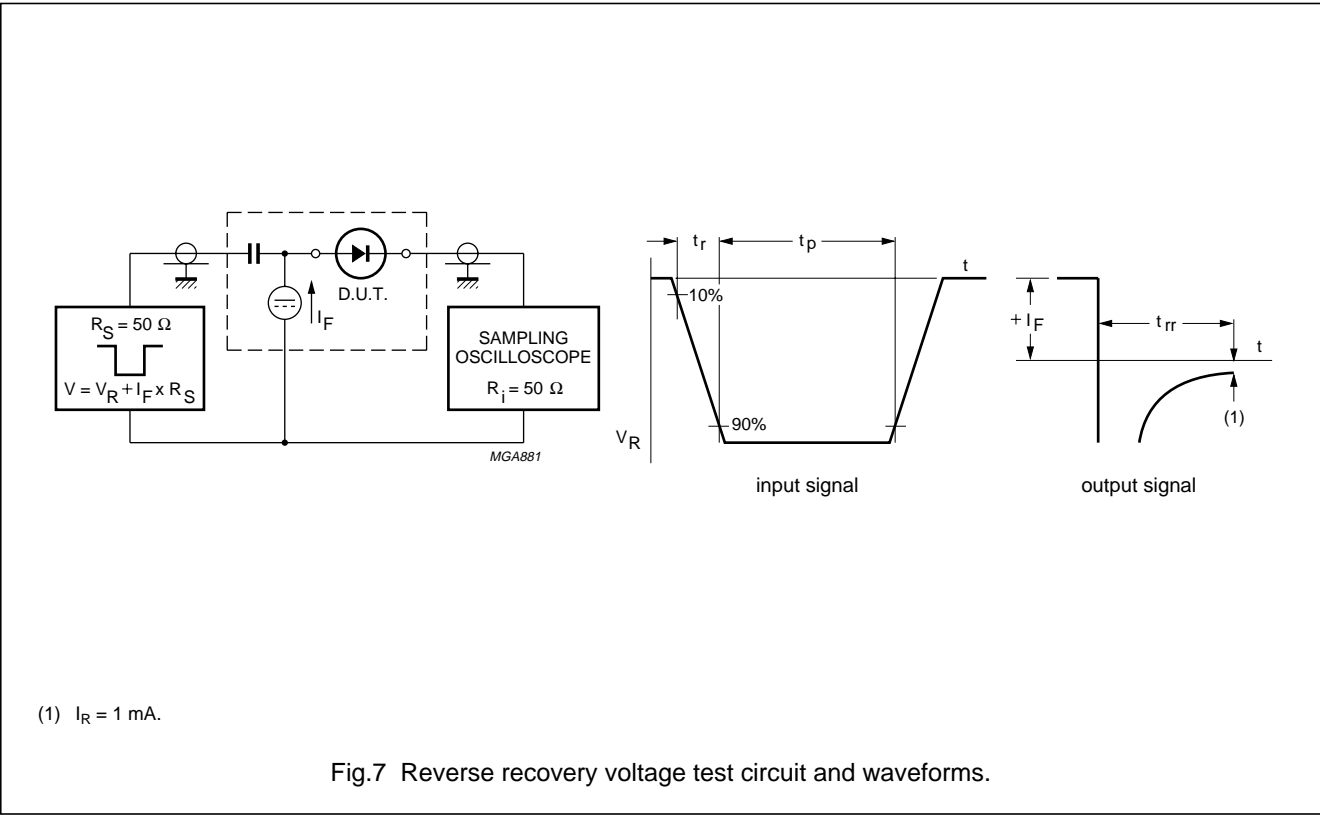 R_S = 50 Ω
V = V_R + I_F x R_S
I_F
D.U.T.
SAMPLING
OSCILLOSCOPE
R_i = 50 Ω
MGA881
t_r
t_p
t
10%
90%
V_R
input signal
+ I_F
t_rr
t
(1)
output signal
(1) I_R = 1 mA.
Fig.7 Reverse recovery voltage test circuit and waveforms.